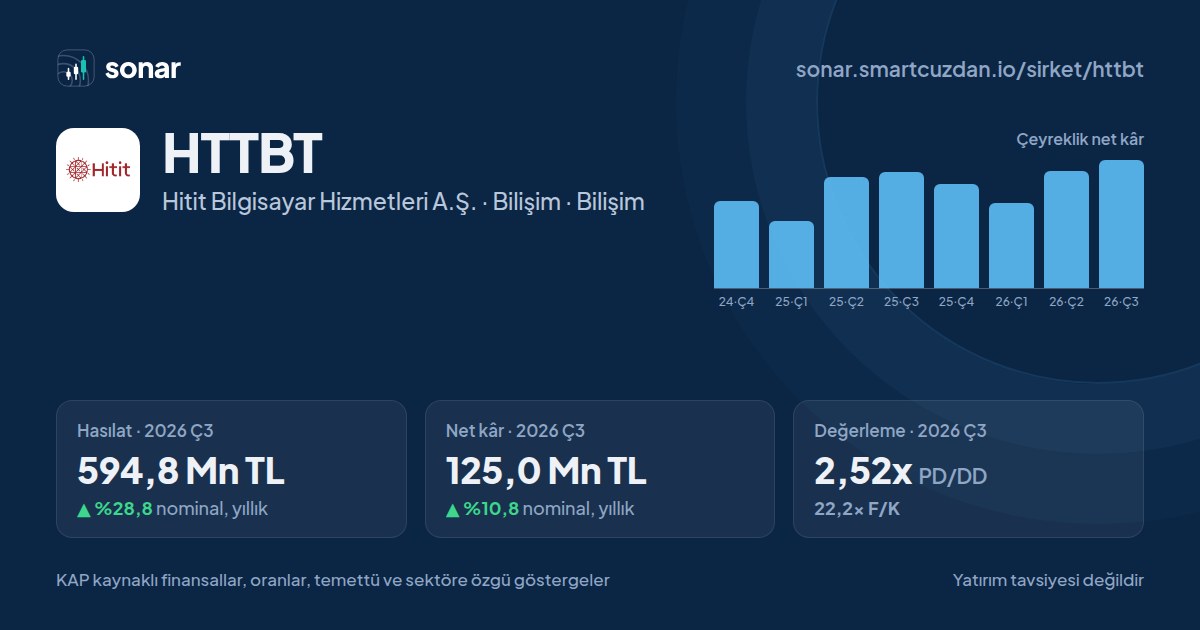 sonar
sonar.smartcuzdan.io/sirket/httbt
Hitit
HTTBT
Hitit Bilgisayar Hizmetleri A.Ş. · Bilişim · Bilişim
Çeyreklik net kâr
24·Ç4 25·Ç1 25·Ç2 25·Ç3 25·Ç4 26·Ç1 26·Ç2 26·Ç3
Hasılat · 2026 Ç3
594,8 Mn TL
▲ %28,8 nominal, yıllık
Net kâr · 2026 Ç3
125,0 Mn TL
▲ %10,8 nominal, yıllık
Değerleme · 2026 Ç3
2,52x PD/DD
22,2× F/K
KAP kaynaklı finansallar, oranlar, temettü ve sektöre özgü göstergeler
Yatırım tavsiyesi değildir